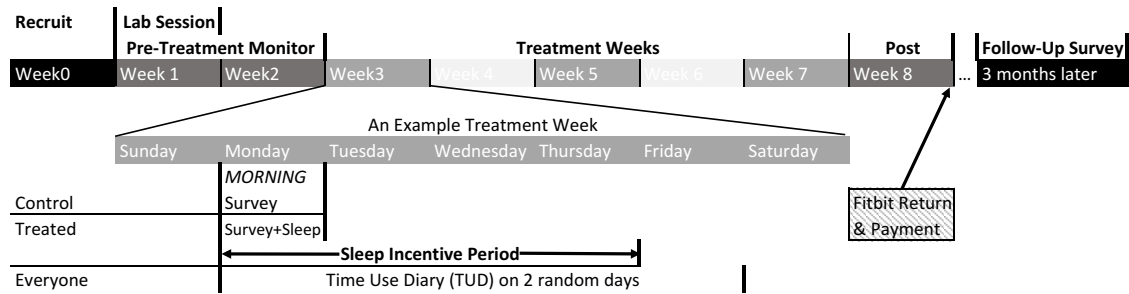 Recruit Lab Session
Pre-Treatment Monitor Treatment Weeks Post Follow-Up Survey
Week0 Week 1 Week2 Week3 Week 4 Week 5 Week 6 Week 7 Week 8 ... 3 months later
An Example Treatment Week
Sunday Monday Tuesday Wednesday Thursday Friday Saturday
MORNING
Control Survey Fitbit Return
Treated Survey+Sleep & Payment
Sleep Incentive Period
Everyone Time Use Diary (TUD) on 2 random days